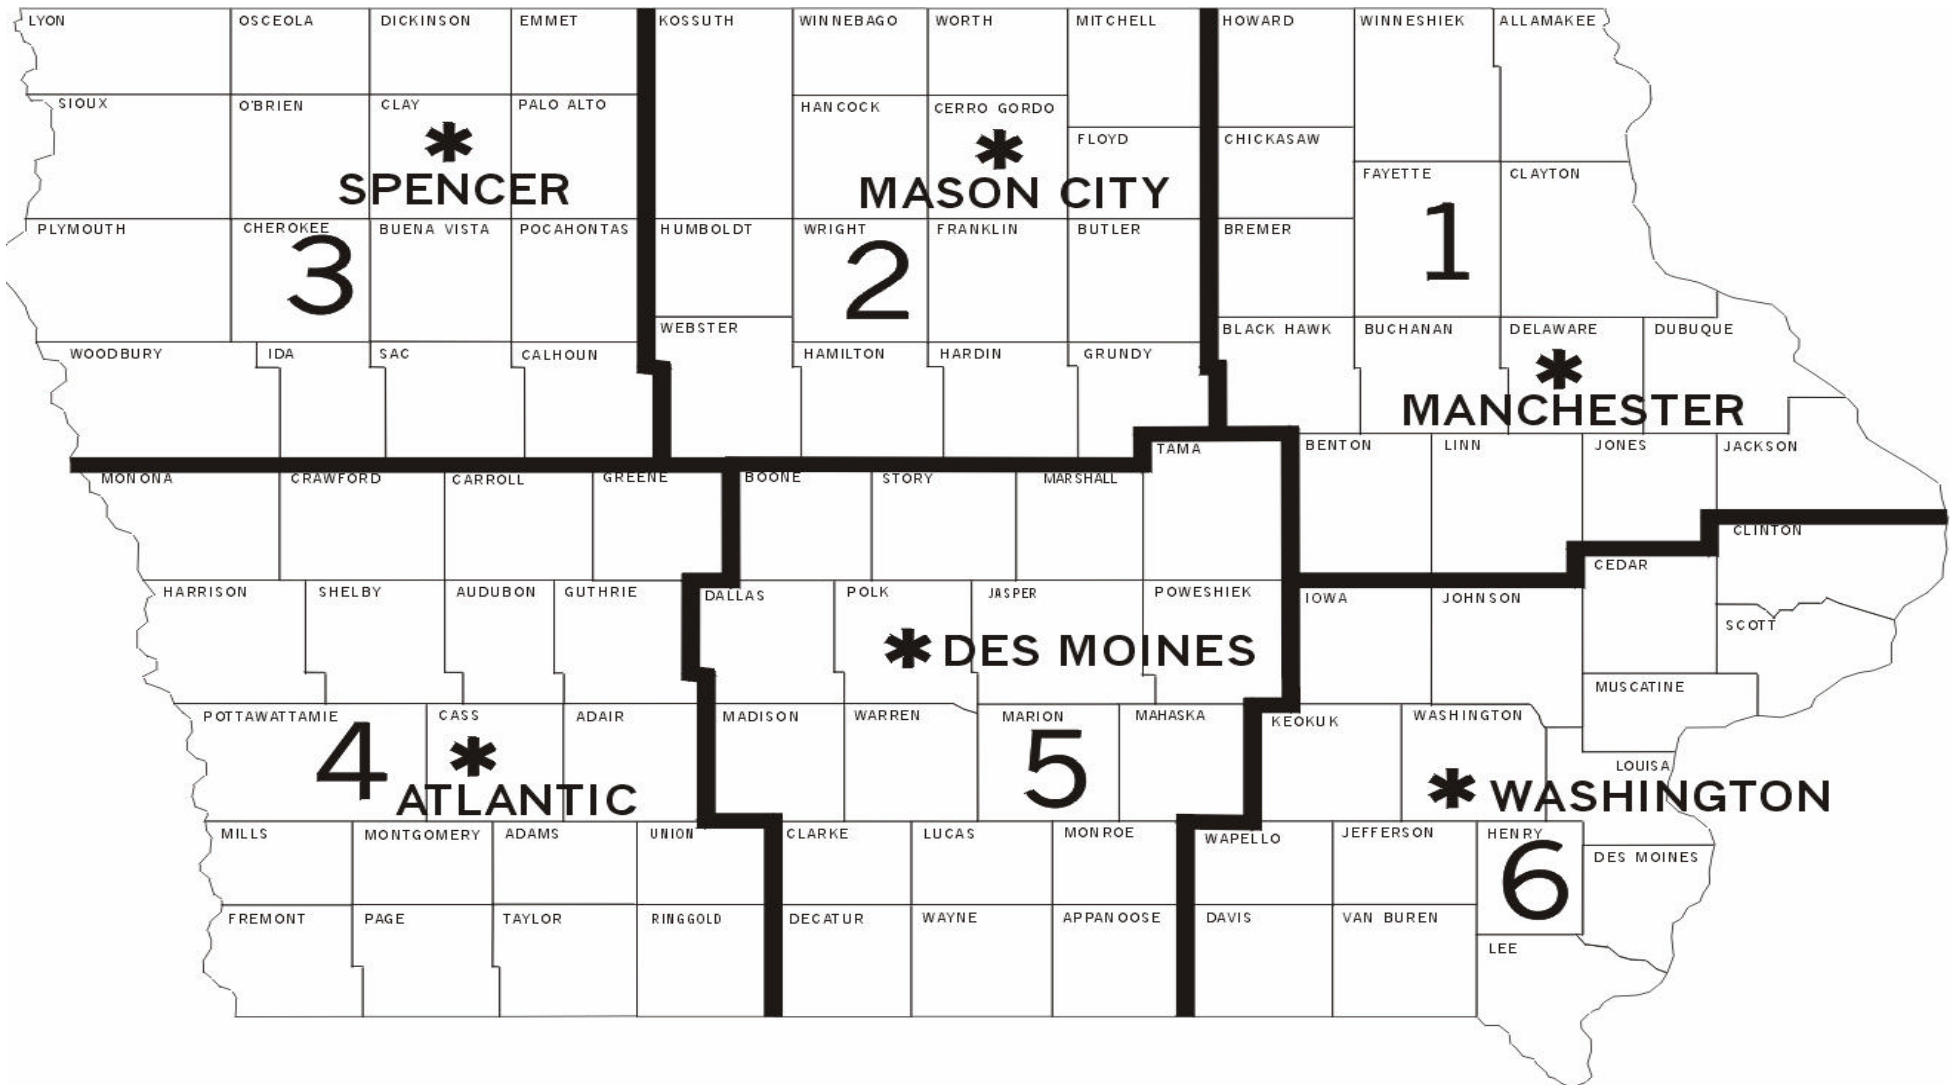 LYON
OSCEOLA
DICKINSON
EMMET
KOSSUTH
WINNEBAGO
WORTH
MITCHELL
HOWARD
WINNESHIEK
ALLAMAKEE
SIOUX
O'BRIEN
CLAY
PALO ALTO
HANCOCK
CERRO GORDO
FLOYD
CHICKASAW
FAYETTE
CLAYTON
* SPENCER
* MASON CITY
PLYMOUTH
CHEROKEE
BUENA VISTA
POCAHONTAS
HUMBOLDT
WRIGHT
FRANKLIN
BUTLER
BREMER
3
2
1
WEBSTER
BLACK HAWK
BUCHANAN
DELAWARE
DUBUQUE
WOODBURY
IDA
SAC
CALHOUN
HAMILTON
HARDIN
GRUNDY
* MANCHESTER
TAMA
BENTON
LINN
JONES
JACKSON
MONONA
CRAWFORD
CARROLL
GREENE
BOONE
STORY
MARSHALL
CLINTON
CEDAR
HARRISON
SHELBY
AUDUBON
GUTHRIE
DALLAS
POLK
JASPER
POWESHIEK
IOWA
JOHNSON
SCOTT
* DES MOINES
MUSCATINE
POTTAWATTAMIE
CASS
ADAIR
MADISON
WARREN
MARION
MAHASKA
KEOKUK
WASHINGTON
LOUISA
4
* ATLANTIC
5
* WASHINGTON
MILLS
MONTGOMERY
ADAMS
UNION
CLARKE
LUCAS
MONROE
WAPELLO
JEFFERSON
HENRY
DES MOINES
6
FREMONT
PAGE
TAYLOR
RINGGOLD
DECATUR
WAYNE
APPANOOSE
DAVIS
VAN BUREN
LEE